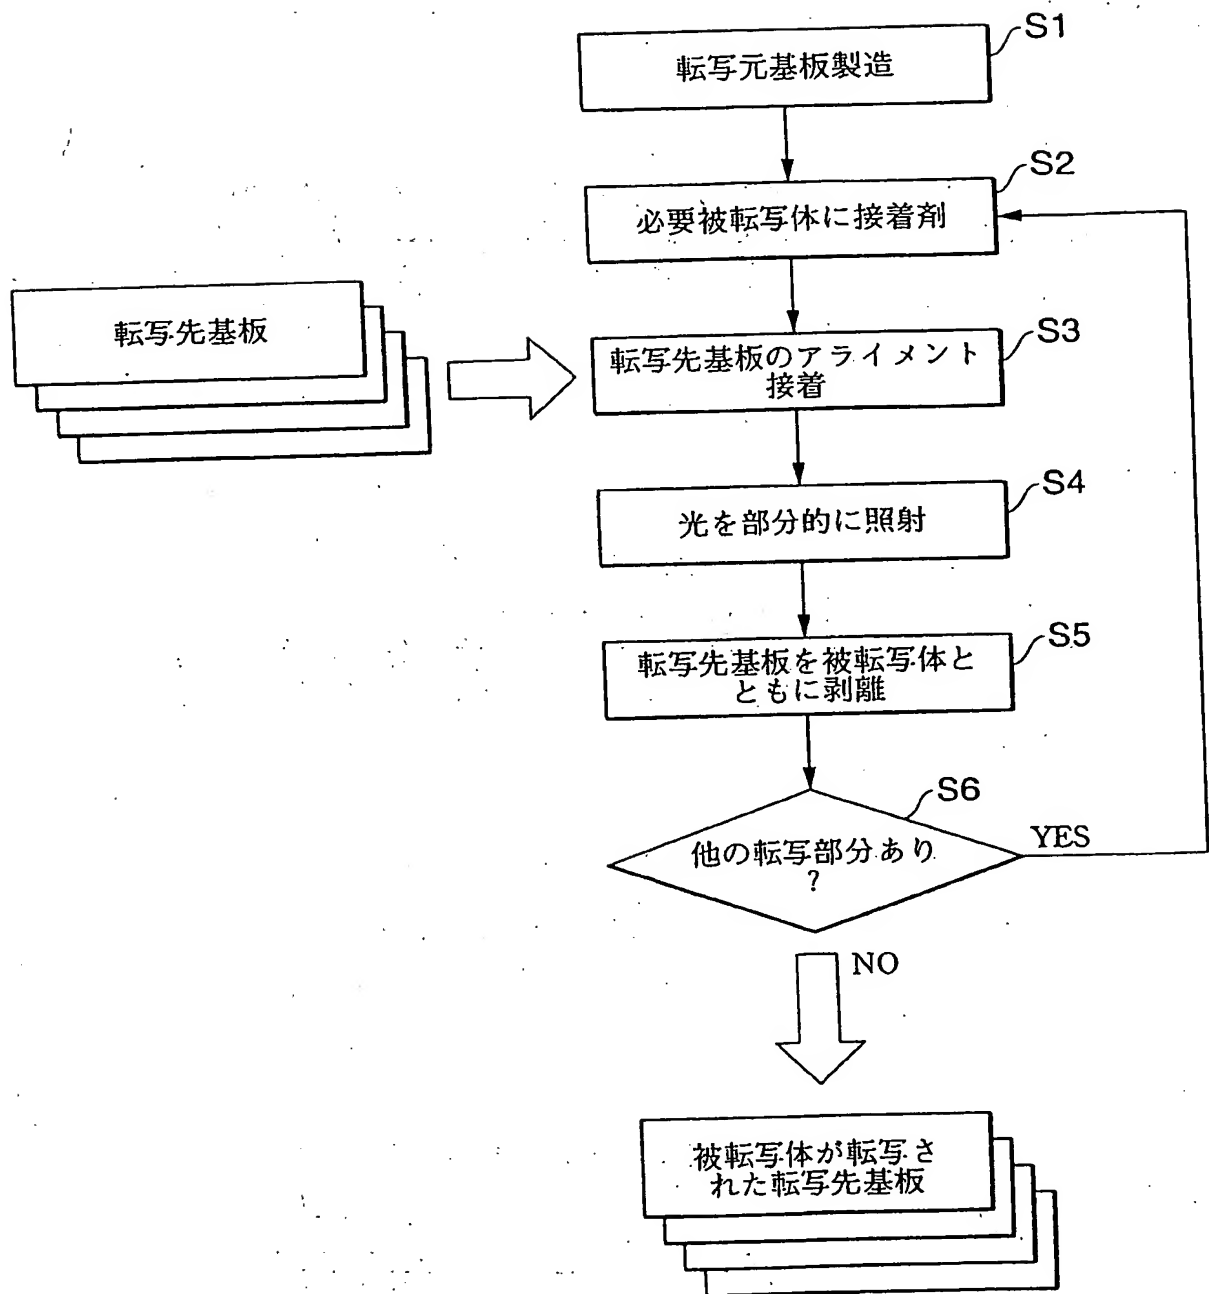 S1
転写元基板製造
S2
必要被転写体に接着剤
転写先基板
S3
転写先基板のアライメント
接着
S4
光を部分的に照射
S5
転写先基板を被転写体と
ともに剥離
S6
他の転写部分あり
?
YES
NO
被転写体が転写さ
れた転写先基板